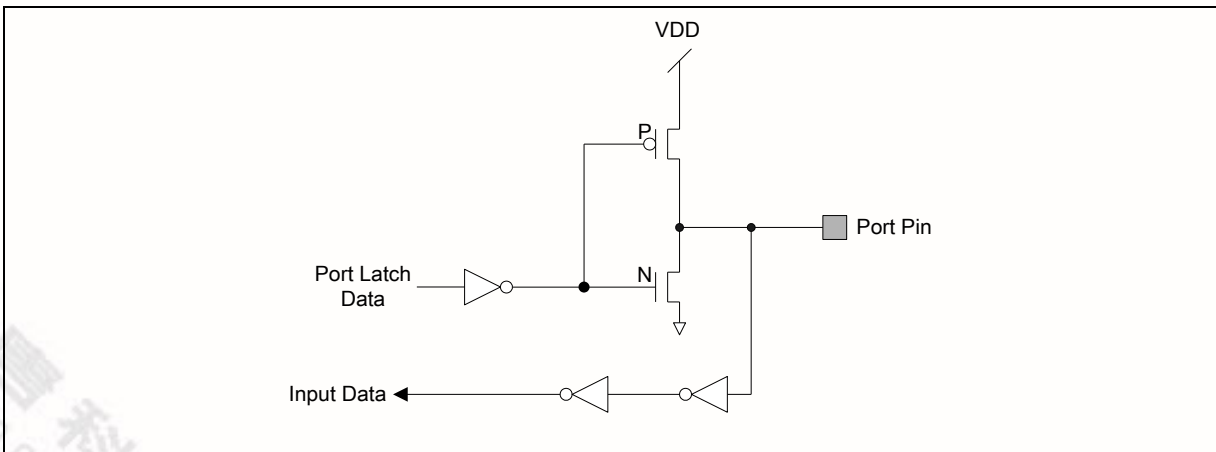 VDD
P
Port Pin
N
Port Latch
Data
Input Data